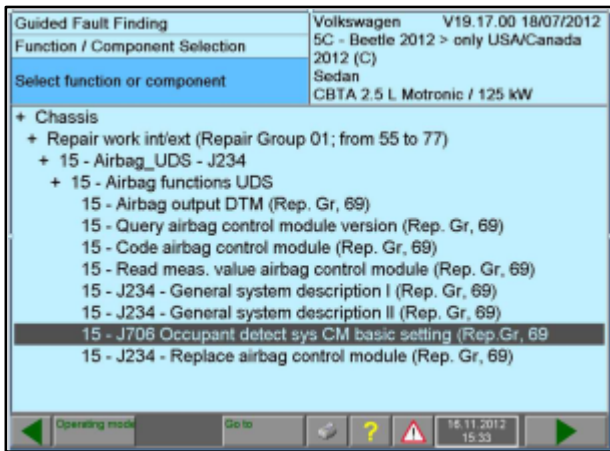 Guided Fault Finding
Function / Component Selection
Select function or component
Volkswagen V19.17.00 18/07/2012
5C - Beetle 2012 > only USA/Canada
2012 (C)
Sedan
CBTA 2.5 L Motronic / 125 kW
+ Chassis
+ Repair work int/ext (Repair Group 01; from 55 to 77)
+ 15 - Airbag_UDS - J234
+ 15 - Airbag functions UDS
15 - Airbag output DTM (Rep. Gr, 69)
15 - Query airbag control module version (Rep. Gr, 69)
15 - Code airbag control module (Rep. Gr, 69)
15 - Read meas. value airbag control module (Rep. Gr, 69)
15 - J234 - General system description I (Rep. Gr, 69)
15 - J234 - General system description II (Rep. Gr, 69)
15 - J706 Occupant detect sys CM basic setting (Rep.Gr, 69
15 - J234 - Replace airbag control module (Rep. Gr, 69)
Operating mode
Go to
?
16.11.2012
15:33